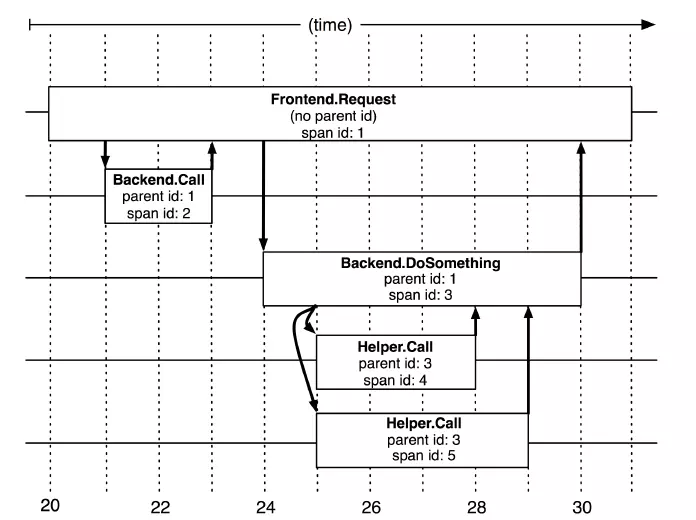 (time)
Frontend.Request
(no parent id)
span id: 1
Backend.Call
parent id: 1
span id: 2
Backend.DoSomething
parent id: 1
span id: 3
Helper.Call
parent id: 3
span id: 4
Helper.Call
parent id: 3
span id: 5
20 22 24 26 28 30